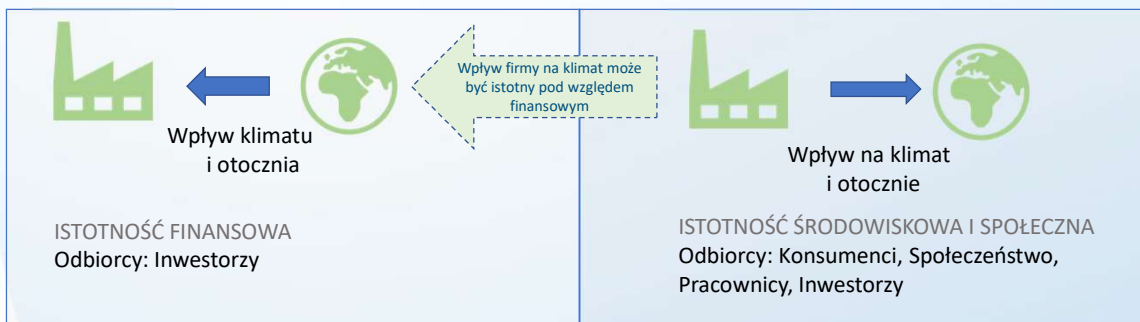 Wpływ klimatu
i otocznia
ISTOTNOŚĆ FINANSOWA
Odbiorcy: Inwestorzy
Wpływ firmy na klimat może
być istotny pod względem
finansowym
Wpływ na klimat
i otocznie
ISTOTNOŚĆ ŚRODOWISKOWA I SPOŁECZNA
Odbiorcy: Konsumenci, Społeczeństwo,
Pracownicy, Inwestorzy